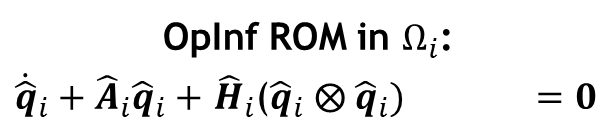 OpInf ROM in Ωᵢ:
q̂̇ᵢ + Âᵢq̂ᵢ + Ĥᵢ(q̂ᵢ ⊗ q̂ᵢ) = 0